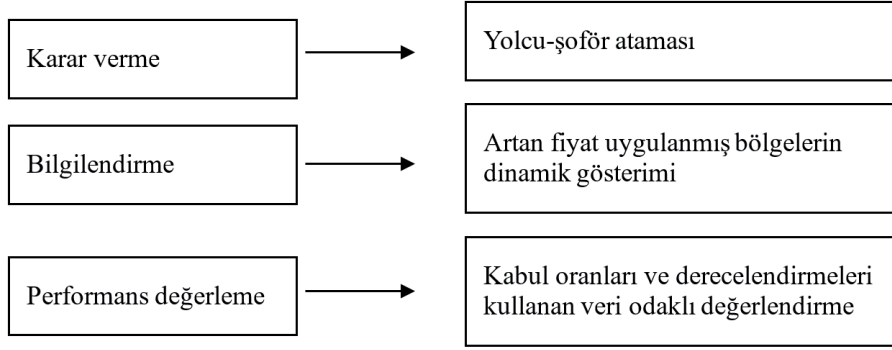 Karar verme
Yolcu-şoför ataması
Bilgilendirme
Artan fiyat uygulanmış bölgelerin
dinamik gösterimi
Performans değerleme
Kabul oranları ve derecelendirmeleri
kullanan veri odaklı değerlendirme